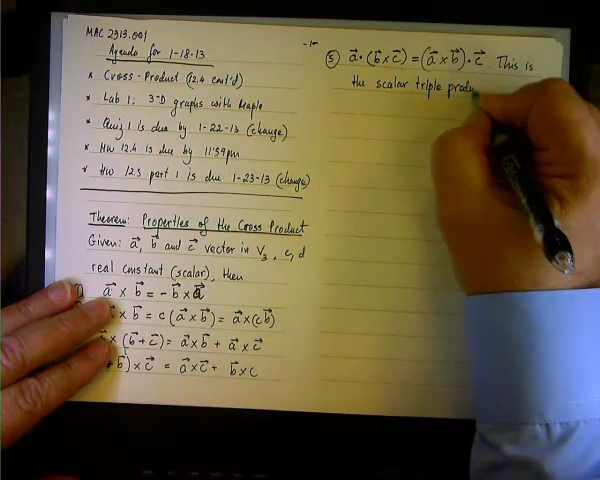 MAC 2313.001
Agenda for 1-18-13
* Cross-Product (12.4 cont'd)
* Lab 1: 3-D graphs with Maple
* Quiz 1 is due by 1-22-13 (change)
* HW 12.4 is due by 11:59pm
* HW 12.5 part 1 is due 1-23-13 (change)
Theorem: Properties of the Cross Product
Given: a⃗, b⃗ and c⃗ vector in V₃, c, d
real constant (scalar), then
a⃗ × b⃗ = -b⃗ × a⃗
× b⃗ = c (a⃗ × b⃗) = a⃗ × (c b⃗)
× (b⃗ + c⃗) = a⃗ × b⃗ + a⃗ × c⃗
b⃗) × c⃗ = a⃗ × c⃗ + b⃗ × c
-1-
⑤ a⃗ · (b⃗ × c⃗) = (a⃗ × b⃗) · c⃗ This is
the scalar triple produ